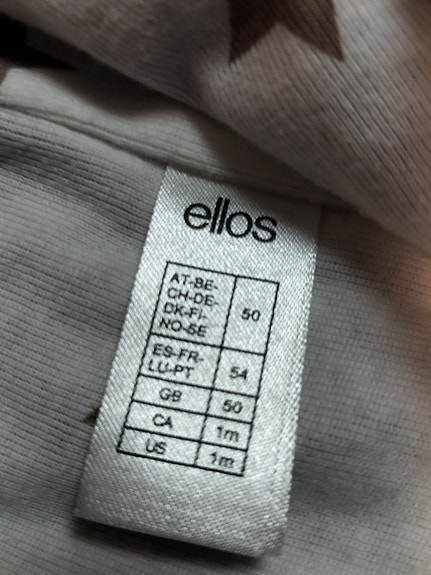 ellos
AT-BE-
CH-DE-
DK-FI-
NO-SE
50
ES-FR-
LU-PT
54
GB 50
CA 1m
US 1m